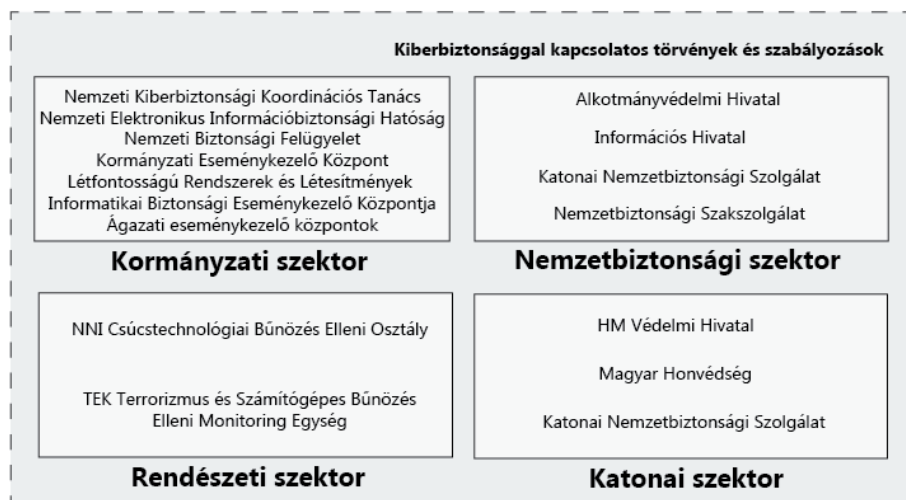 Kiberbiztonsággal kapcsolatos törvények és szabályozások
Nemzeti Kiberbiztonsági Koordinációs Tanács
Nemzeti Elektronikus Információbiztonsági Hatóság
Nemzeti Biztonsági Felügyelet
Kormányzati Eseménykezelő Központ
Létfontosságú Rendszerek és Létesítmények
Informatikai Biztonsági Eseménykezelő Központja
Ágazati eseménykezelő központok
Kormányzati szektor
Alkotmányvédelmi Hivatal
Információs Hivatal
Katonai Nemzetbiztonsági Szolgálat
Nemzetbiztonsági Szakszolgálat
Nemzetbiztonsági szektor
NNI Csúcstechnológiai Bűnözés Elleni Osztály
TEK Terrorizmus és Számítógépes Bűnözés
Elleni Monitoring Egység
Rendészeti szektor
HM Védelmi Hivatal
Magyar Honvédség
Katonai Nemzetbiztonsági Szolgálat
Katonai szektor